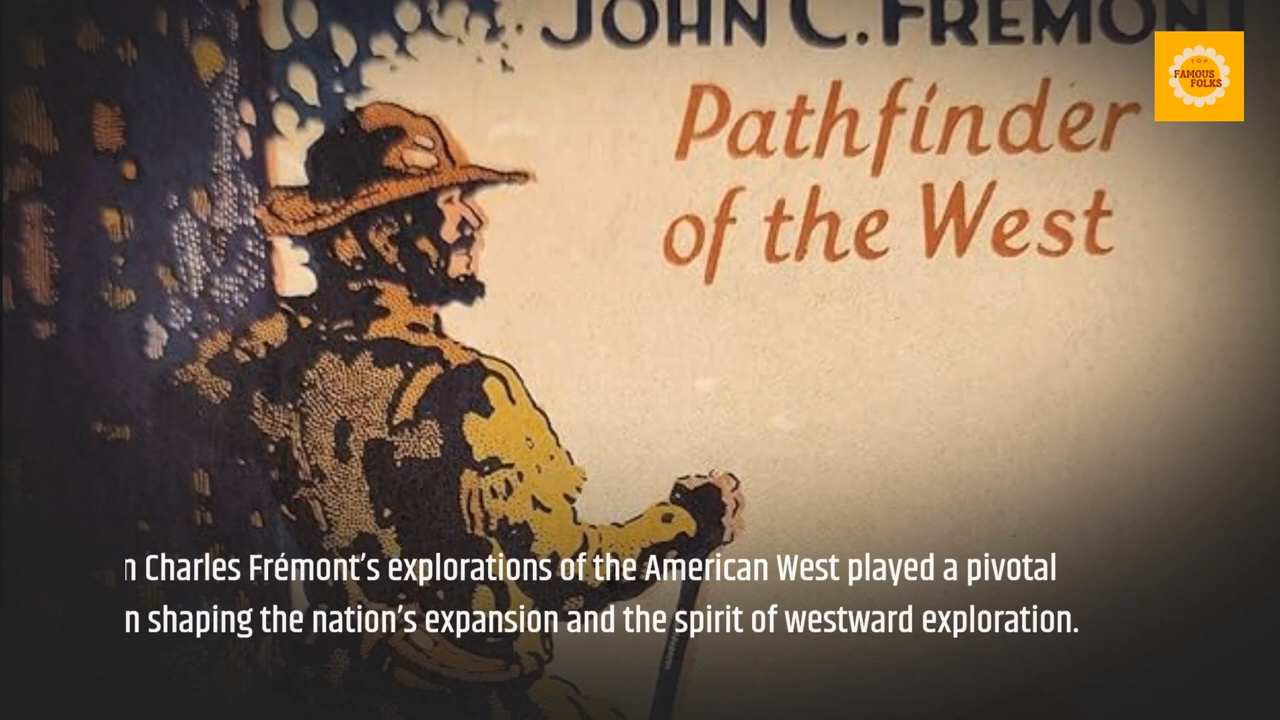 JOHN C. FREMONT
Pathfinder
of the West
TOP
FAMOUS
FOLKS
n Charles Frémont’s explorations of the American West played a pivotal
n shaping the nation’s expansion and the spirit of westward exploration.